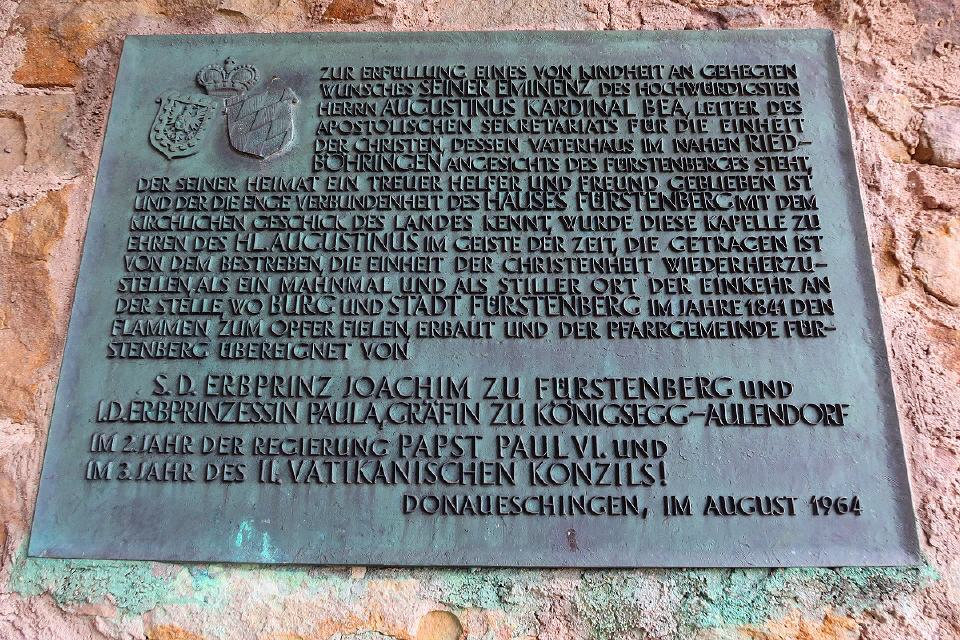 ZUR ERFÜLLUNG EINES VON KINDHEIT AN GEHEGTEN
WUNSCHES SEINER EMINENZ DES HOCHWÜRDIGSTEN
HERRN AUGUSTINUS KARDINAL BEA, LEITER DES
APOSTOLISCHEN SEKRETARIATS FÜR DIE EINHEIT
DER CHRISTEN, DESSEN VATERHAUS IM NAHEN RIED-
BÖHRINGEN ANGESICHTS DES FÜRSTENBERGES STEHT,
DER SEINER HEIMAT EIN TREUER HELFER UND FREUND GEBLIEBEN IST
UND DER DIE ENGE VERBUNDENHEIT DES HAUSES FÜRSTENBERG MIT DEM
KIRCHLICHEN GESCHICK DES LANDES KENNT, WURDE DIESE KAPELLE ZU
EHREN DES HL. AUGUSTINUS IM GEISTE DER ZEIT, DIE GETRAGEN IST
VON DEM BESTREBEN, DIE EINHEIT DER CHRISTENHEIT WIEDERHERZU-
STELLEN, ALS EIN MAHNMAL UND ALS STILLER ORT DER EINKEHR AN
DER STELLE, WO BURG UND STADT FÜRSTENBERG IM JAHRE 1841 DEN
FLAMMEN ZUM OPFER FIELEN ERBAUT UND DER PFARRGEMEINDE FÜR-
STENBERG ÜBEREIGNET VON
S.D. ERBPRINZ JOACHIM ZU FÜRSTENBERG UND
I.D. ERBPRINZESSIN PAULA, GRÄFIN ZU KÖNIGSEGG-AULENDORF
IM 2. JAHR DER REGIERUNG PAPST PAUL VI. UND
IM 3. JAHR DES II. VATIKANISCHEN KONZILS!
DONAUESCHINGEN, IM AUGUST 1964